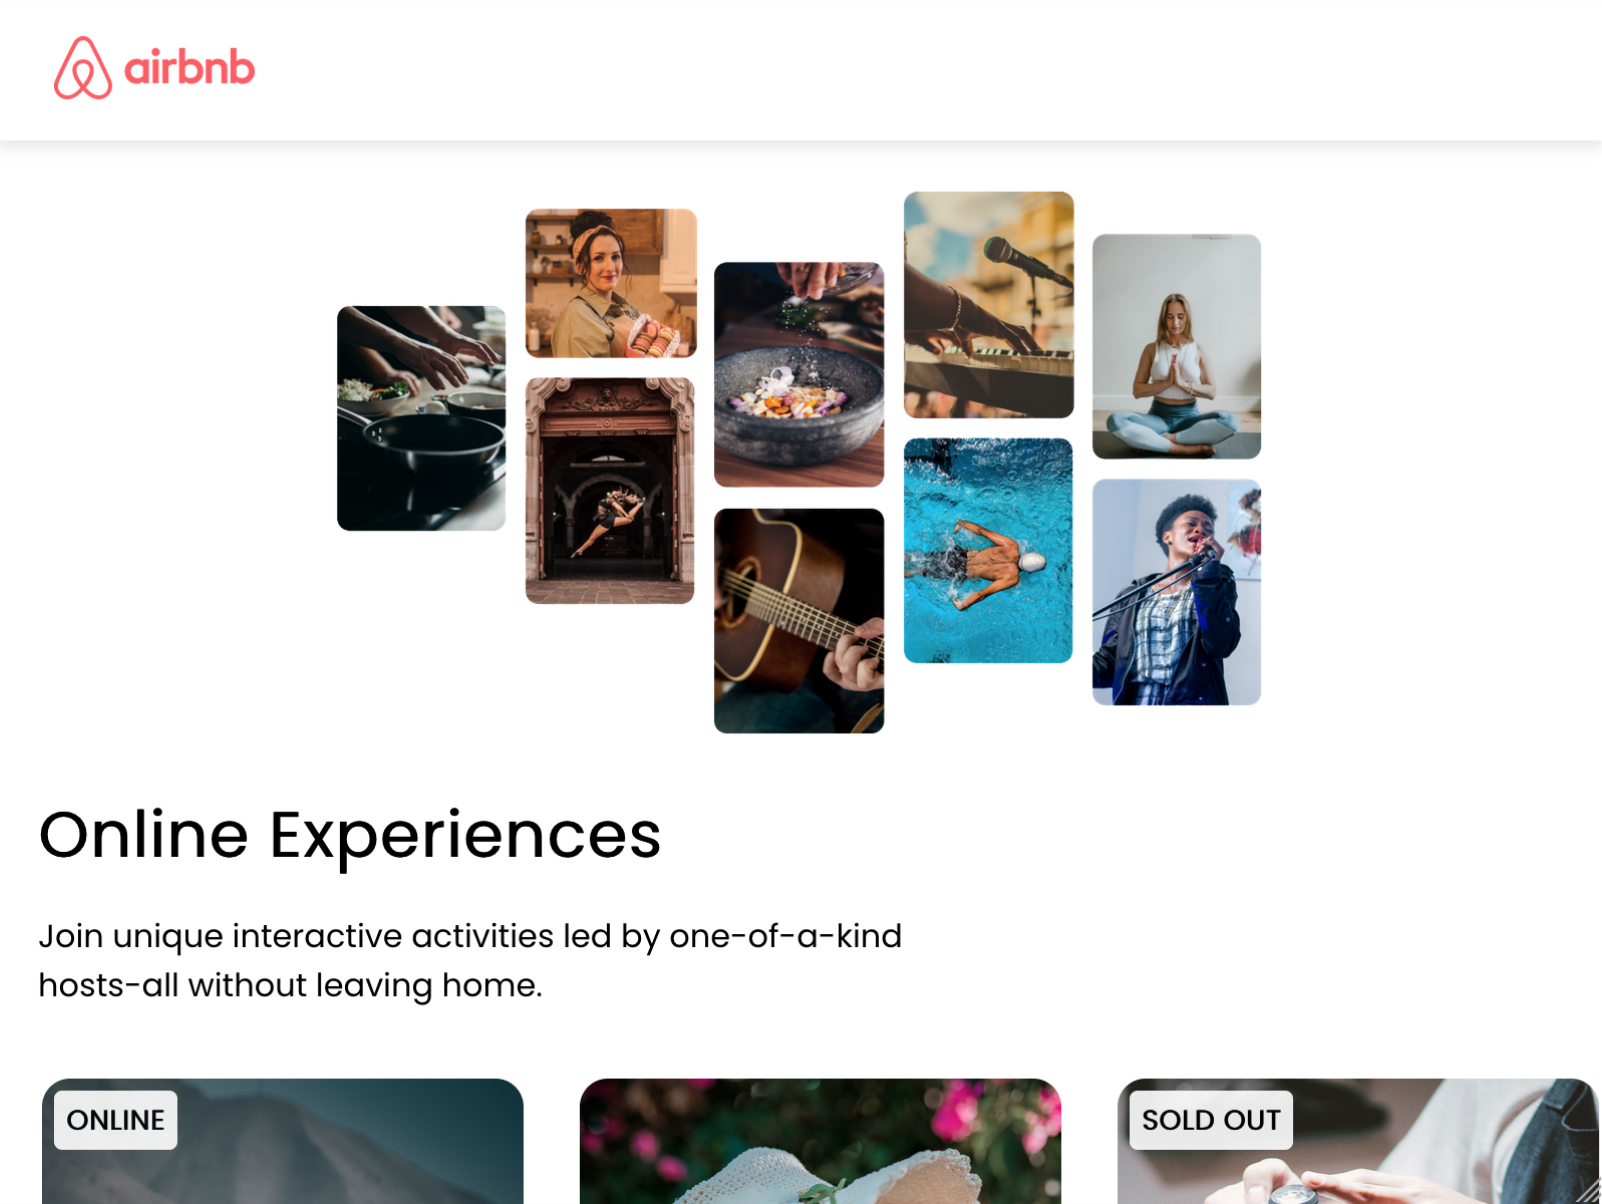 airbnb
Online Experiences
Join unique interactive activities led by one-of-a-kind
hosts-all without leaving home.
ONLINE
SOLD OUT